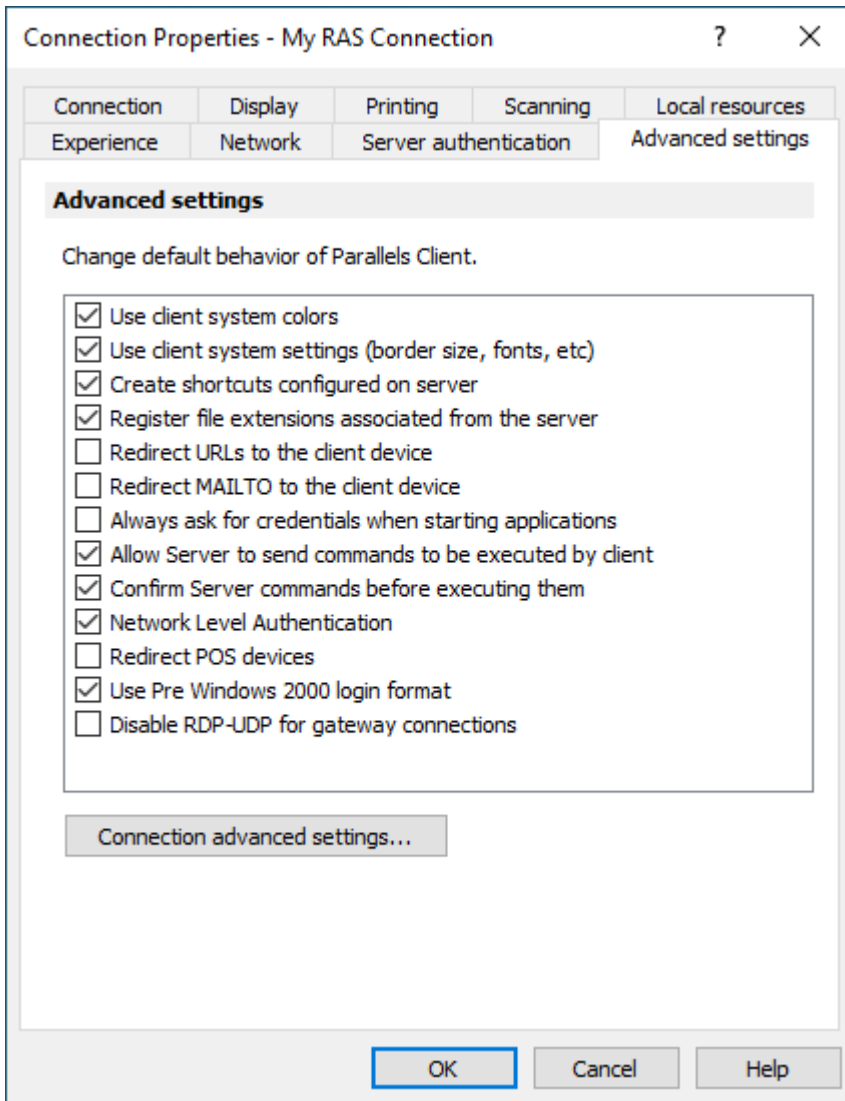 Connection Properties - My RAS Connection ?
Connection Display Printing Scanning Local resources
Experience Network Server authentication Advanced settings
Advanced settings
Change default behavior of Parallels Client.
Use client system colors
Use client system settings (border size, fonts, etc)
Create shortcuts configured on server
Register file extensions associated from the server
Redirect URLs to the client device
Redirect MAILTO to the client device
Always ask for credentials when starting applications
Allow Server to send commands to be executed by client
Confirm Server commands before executing them
Network Level Authentication
Redirect POS devices
Use Pre Windows 2000 login format
Disable RDP-UDP for gateway connections
Connection advanced settings...
OK Cancel Help